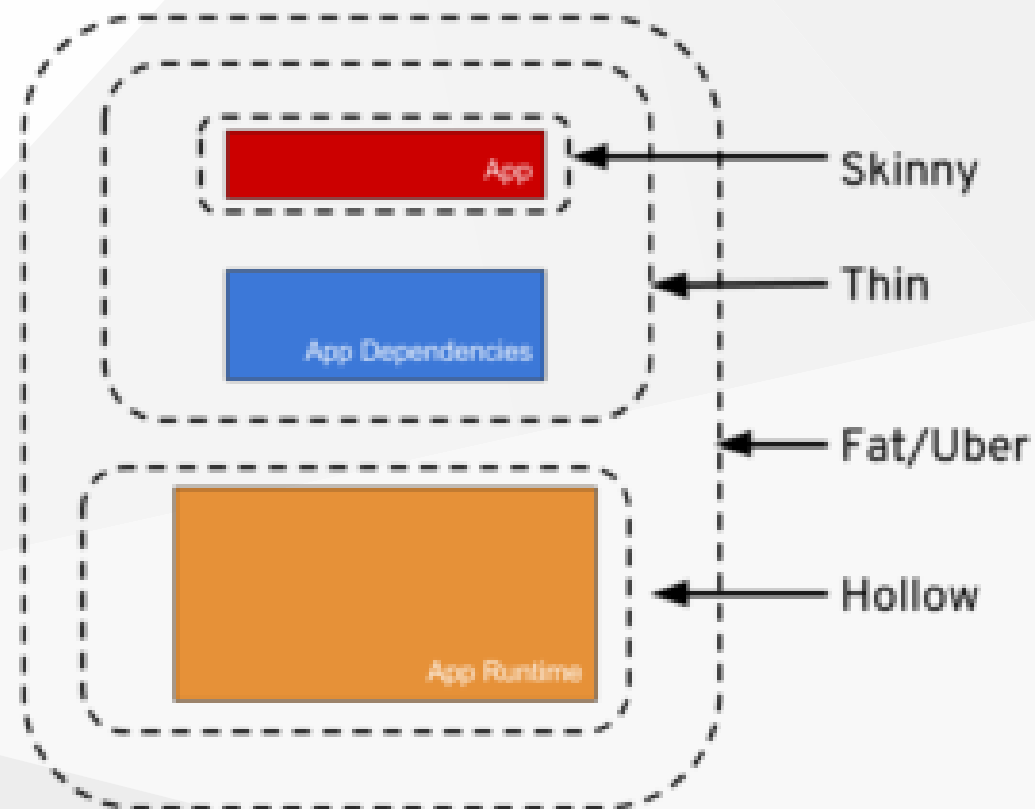 App
Skinny
Thin
App Dependencies
Fat/Uber
Hollow
App Runtime